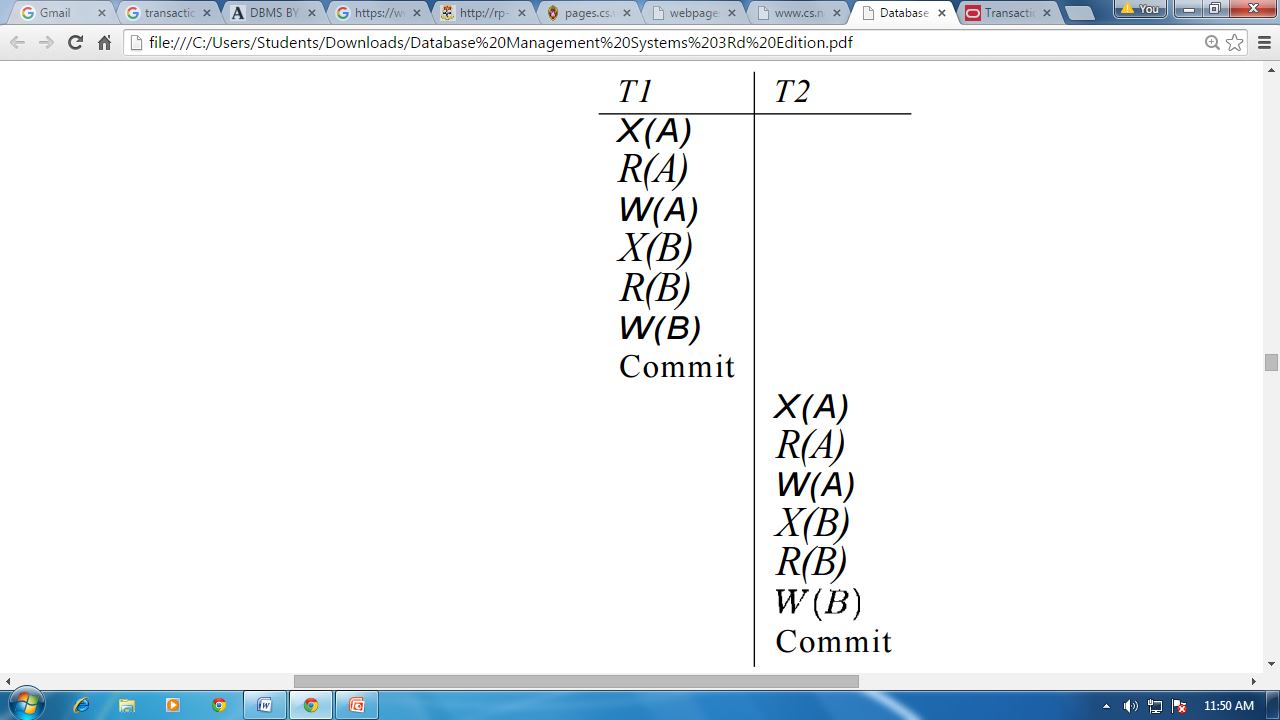 Gmail
transactic
DBMS BY
https://w
http://rp-
pages.cs.
webpage
www.cs.n
Database
Transacti
You
file:///C:/Users/Students/Downloads/Database%20Management%20Systems%203Rd%20Edition.pdf
T1 T2
X(A)
R(A)
W(A)
X(B)
R(B)
W(B)
Commit
X(A)
R(A)
W(A)
X(B)
R(B)
W(B)
Commit
11:50 AM